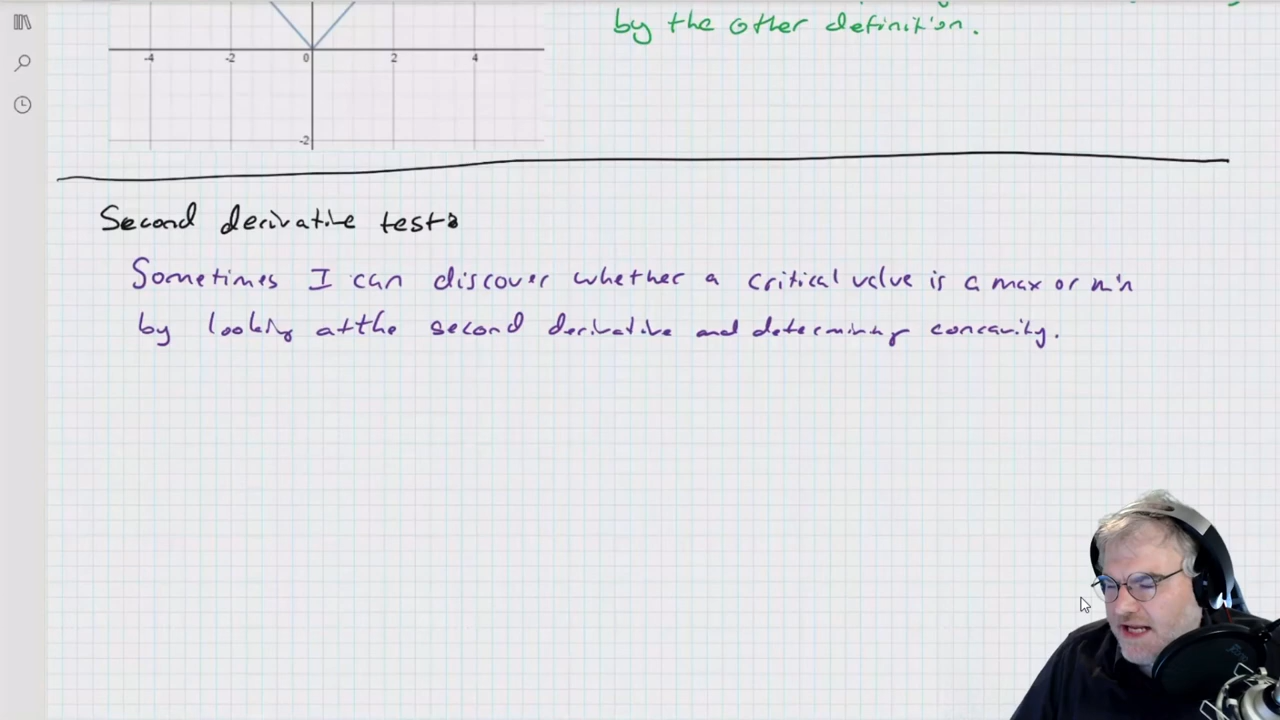 by the other definition.
-4 -2 0 2 4
-2
Second derivative test:
Sometimes I can discover whether a critical value is a max or min
by looking at the second derivative and determining concavity.